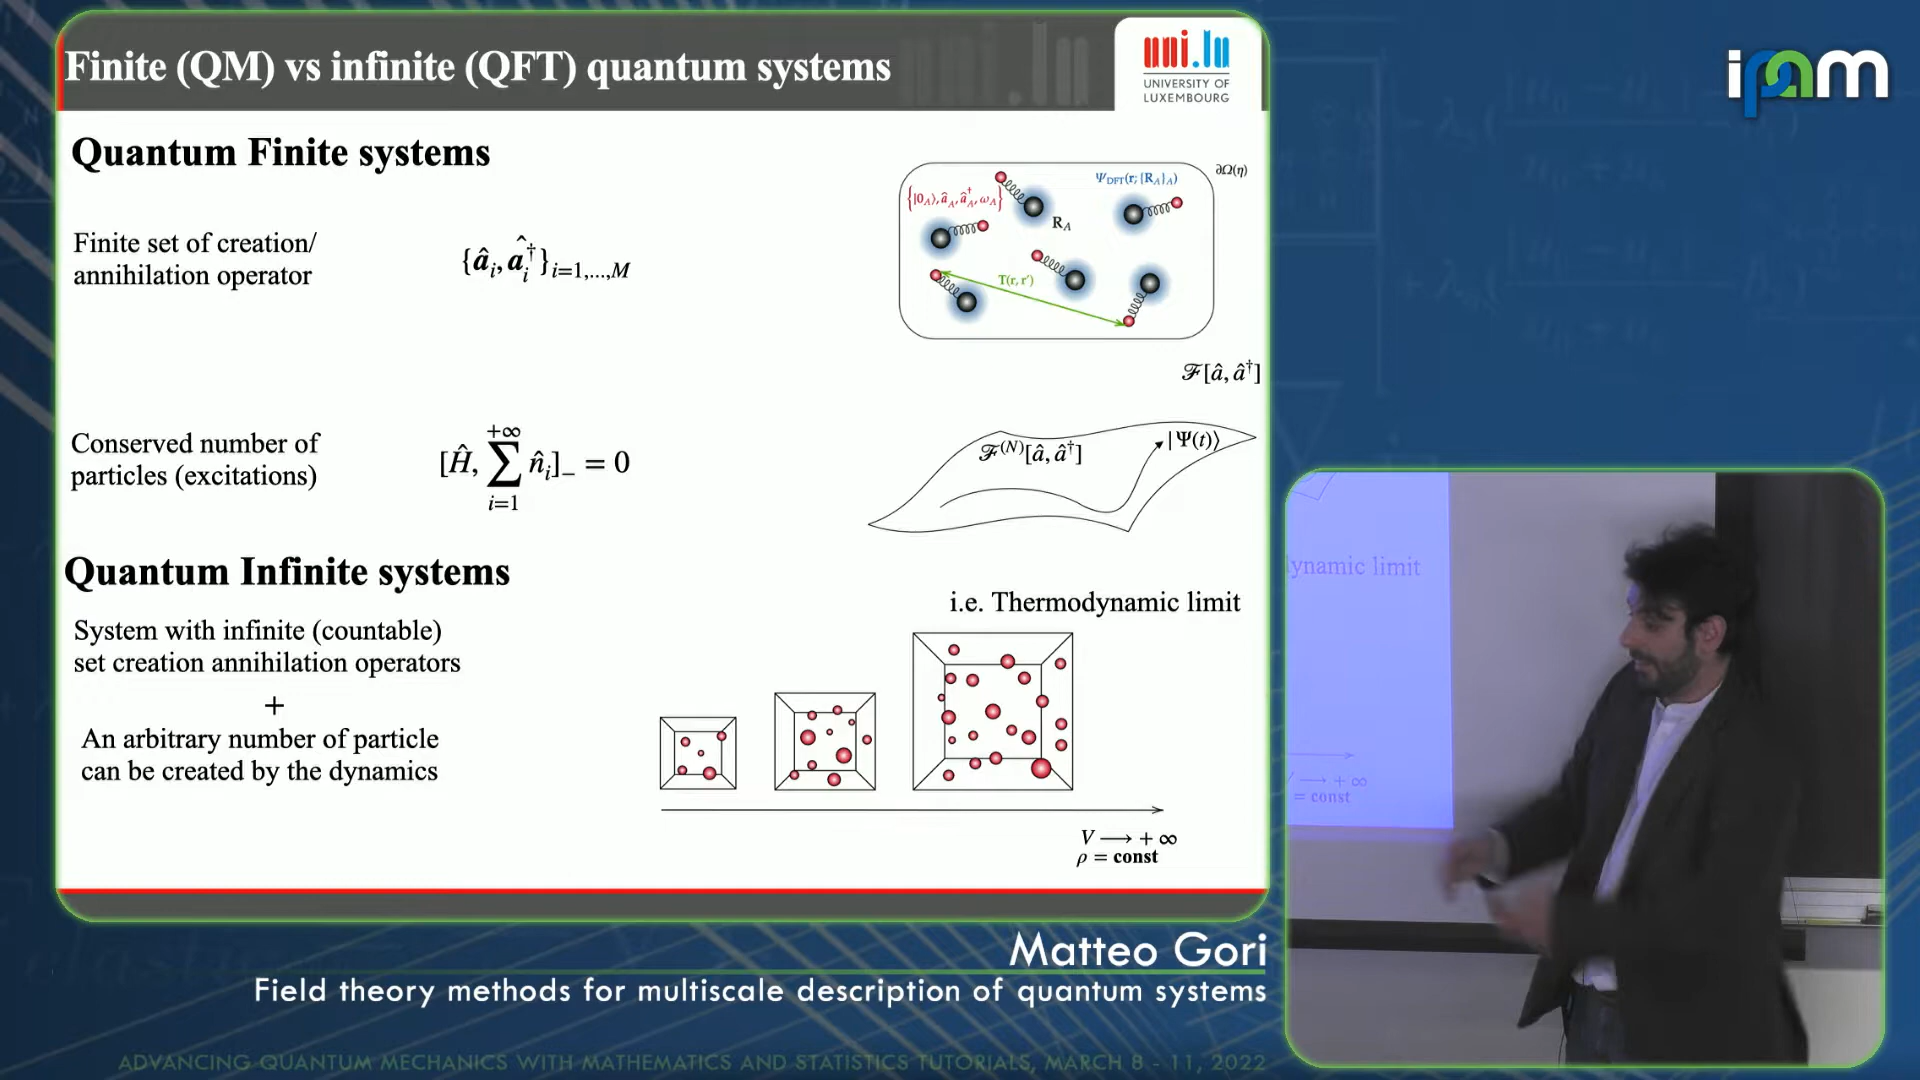 Finite (QM) vs infinite (QFT) quantum systems
uni.lu
UNIVERSITY OF
LUXEMBOURG
ipam
Quantum Finite systems
Finite set of creation/
annihilation operator
{âᵢ, âᵢ†}ᵢ₌₁,...,M
{|0_A⟩, â_A, â_A†, ω_A}
Ψ_DFT(r; {R_A}_A)
∂Ω(η)
R_A
T(r, r′)
ℱ[â, â†]
Conserved number of
particles (excitations)
[Ĥ, ∑_{i=1}^{+∞} n̂ᵢ]₋ = 0
ℱ^(N)[â, â†]
|Ψ(t)⟩
Quantum Infinite systems
System with infinite (countable)
set creation annihilation operators
+
An arbitrary number of particle
can be created by the dynamics
i.e. Thermodynamic limit
V ⟶ + ∞
ρ = const
ynamic limit
⟶ + ∞
= const
Matteo Gori
Field theory methods for multiscale description of quantum systems
ADVANCING QUANTUM MECHANICS WITH MATHEMATICS AND STATISTICS TUTORIALS, MARCH 8 - 11, 2022